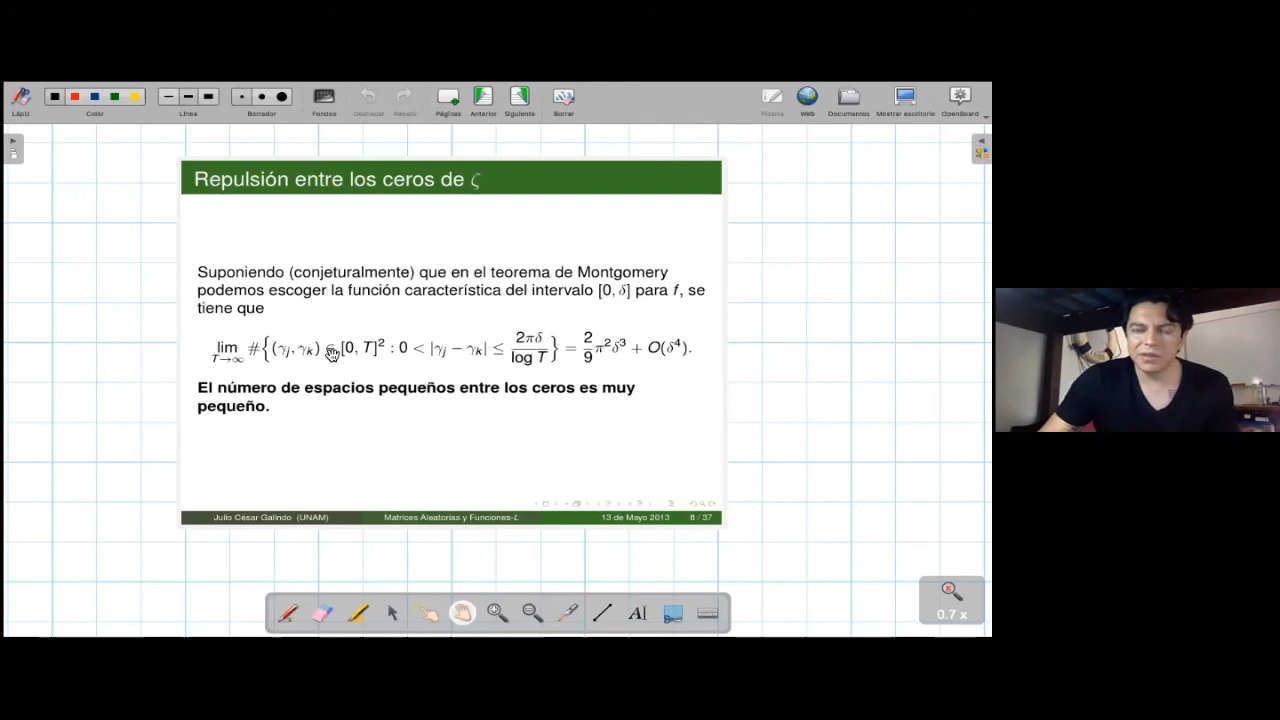 Lápiz Color Línea Borrador Fondos Deshacer Páginas Anterior Siguiente Borrar Pizarra Web Documentos Mostrar escritorio OpenBoard
Repulsión entre los ceros de ζ
Suponiendo (conjeturalmente) que en el teorema de Montgomery
podemos escoger la función característica del intervalo [0, δ] para f, se
tiene que
lim T→∞ #{(γj, γk) ∈ [0, T]² : 0 < |γj − γk| ≤ 2πδ / log T} = 2/9 π²δ³ + O(δ⁴).
El número de espacios pequeños entre los ceros es muy
pequeño.
Julio César Galindo (UNAM) Matrices Aleatorias y Funciones-L 13 de Mayo 2013 8 / 37
0.7 x